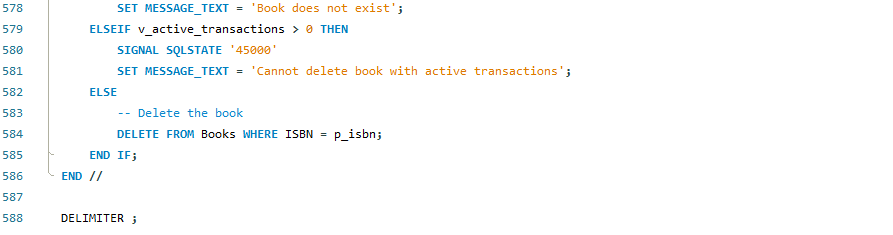 578 SET MESSAGE_TEXT = 'Book does not exist';
579 ELSEIF v_active_transactions > 0 THEN
580 SIGNAL SQLSTATE '45000'
581 SET MESSAGE_TEXT = 'Cannot delete book with active transactions';
582 ELSE
583 -- Delete the book
584 DELETE FROM Books WHERE ISBN = p_isbn;
585 END IF;
586 END //
587
588 DELIMITER ;